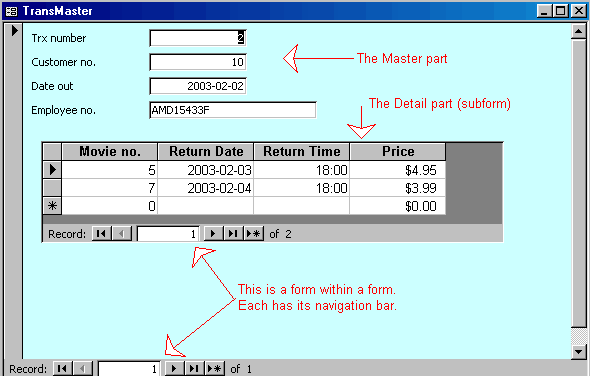 TransMaster
Trx number 2
Customer no. 10
The Master part
Date out 2003-02-02
The Detail part (subform)
Employee no. AMD15433F
Movie no. Return Date Return Time Price
5 2003-02-03 18:00 $4.95
7 2003-02-04 18:00 $3.99
0 $0.00
Record: 1 of 2
This is a form within a form.
Each has its navigation bar.
Record: 1 of 1